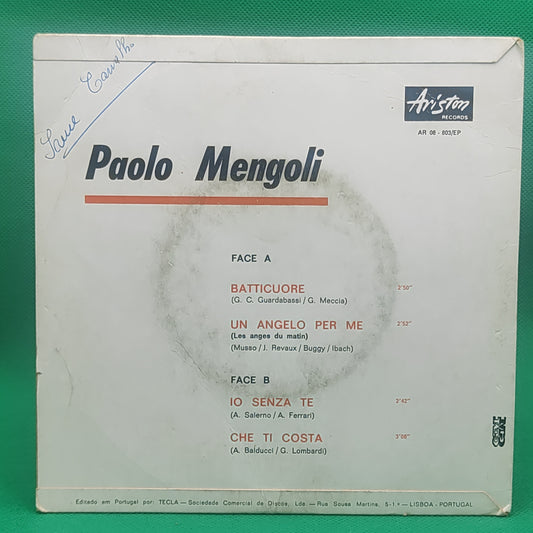 Ariston
RECORDS
AR 08 - 803/EP
Paolo Mengoli
FACE A
BATTICUORE 2'50"
(G. C. Guardabassi / G. Meccia)
UN ANGELO PER ME 2'52"
(Les anges du matin)
(Musso / J. Revaux / Buggy / Ibach)
FACE B
IO SENZA TE 2'42"
(A. Salerno / A. Ferrari)
CHE TI COSTA 3'08"
(A. Balducci / G. Lombardi)
Editado em Portugal por: TECLA — Sociedade Comercial de Discos, Lda. — Rua Sousa Martins, 5-1.º — LISBOA - PORTUGAL